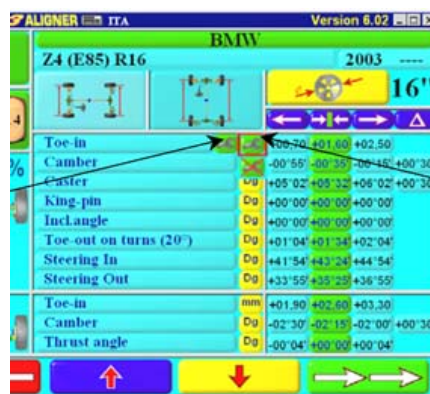 ALIGNER ITA Version 6.02
BMW
Z4 (E85) R16 2003 ----
16"
4
Toe-in +00,70 +01,60 +02,50
% Camber -00°55' -00°35' -00°15' +00°30
Caster Dg +05°02' +05°32' +06°02' +00°30
King-pin Dg +00°00' +00°00' +00°00'
Incl.angle Dg +00°00' +00°00' +00°00'
Toe-out on turns (20°) Dg +01°04' +01°34' +02°04'
Steering In Dg +41°54' +43°24' +44°54'
Steering Out Dg +33°55' +35°25' +36°55'
Toe-in mm +01,90 +02,60 +03,30
Camber Dg -02°30' -02°15' -02°00' +00°30
Thrust angle Dg -00°04' +00°00' +00°04'